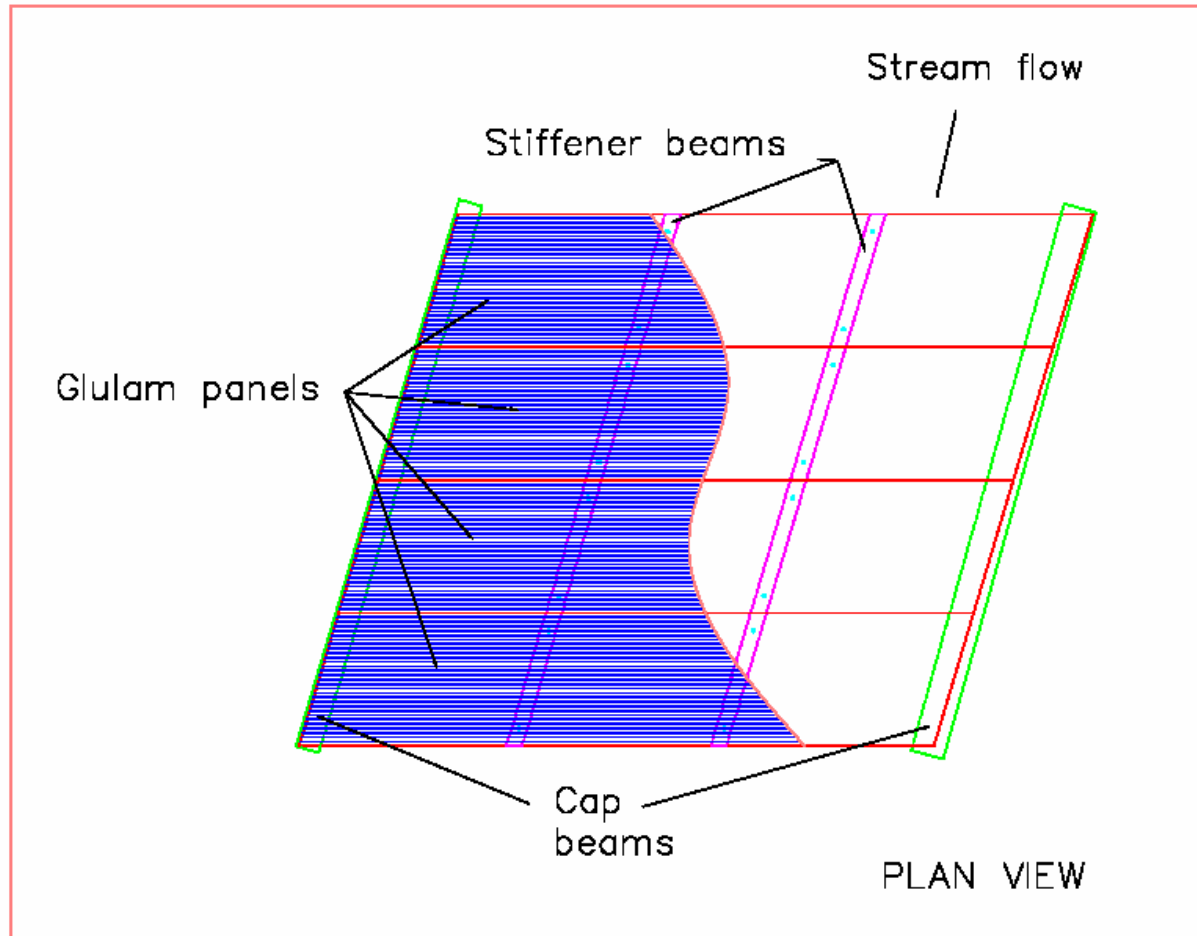 Stream flow
Stiffener beams
Glulam panels
Cap
beams
PLAN VIEW